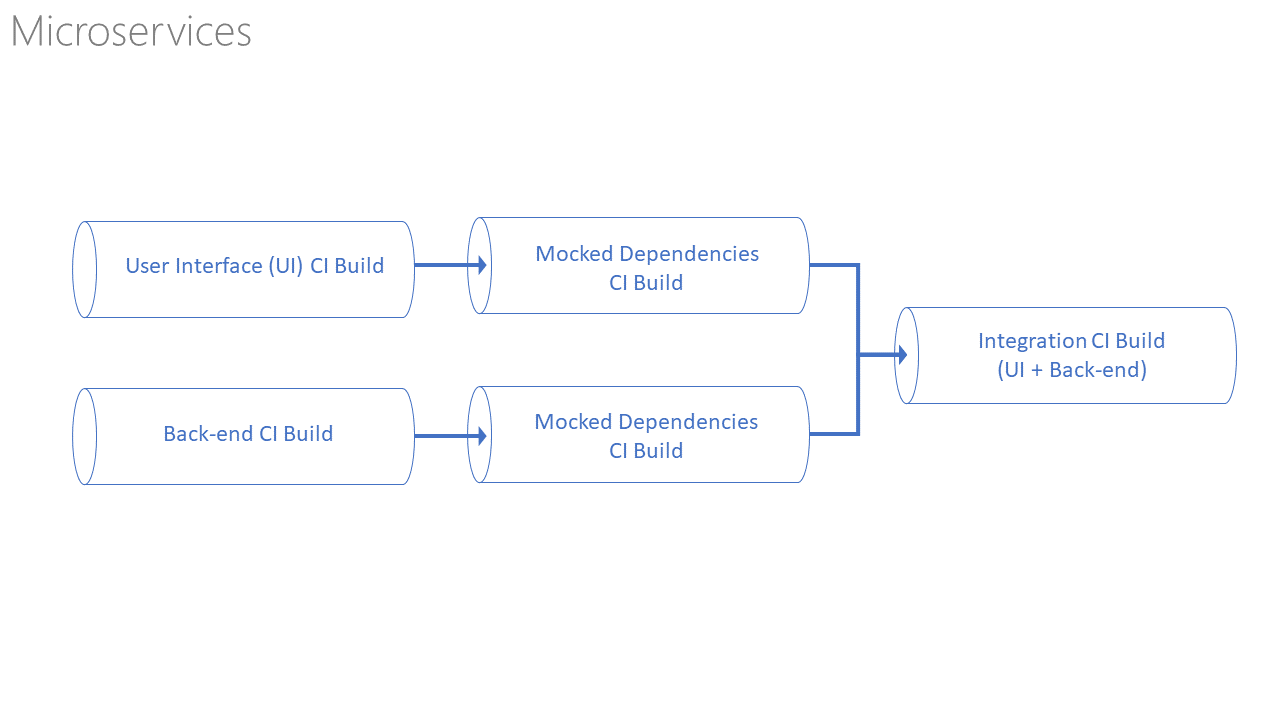 Microservices
User Interface (UI) CI Build
Mocked Dependencies
CI Build
Back-end CI Build
Mocked Dependencies
CI Build
Integration CI Build
(UI + Back-end)